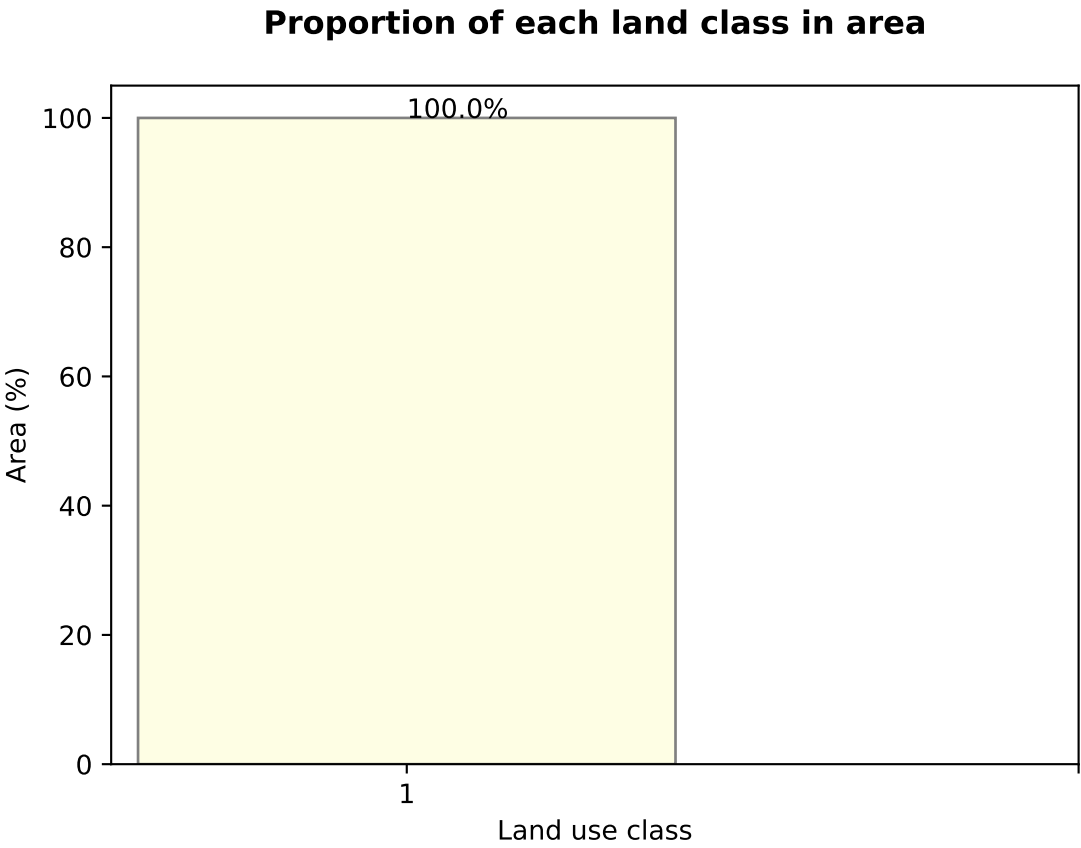 Proportion of each land class in area
100.0%
100
80
60
40
20
0
Area (%)
1
Land use class